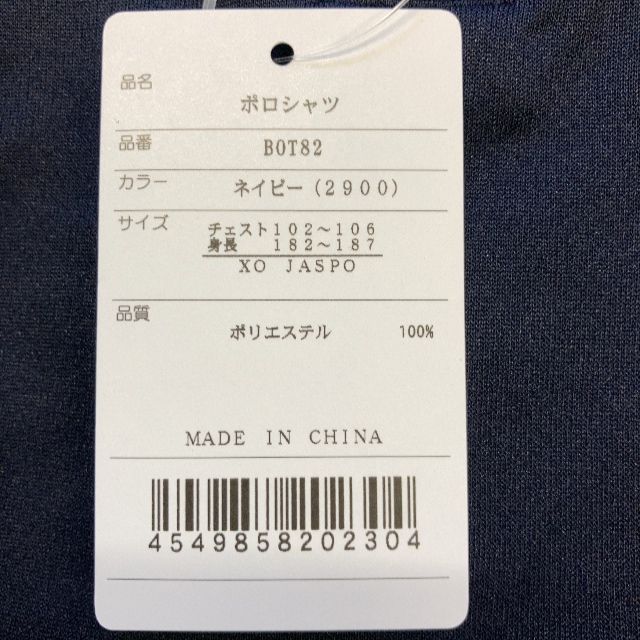 品名
ポロシャツ
品番 BOT82
カラー ネイビー(2900)
サイズ チェスト102～106
身長 182～187
XO JASPO
品質
ポリエステル 100%
MADE IN CHINA
4549858202304